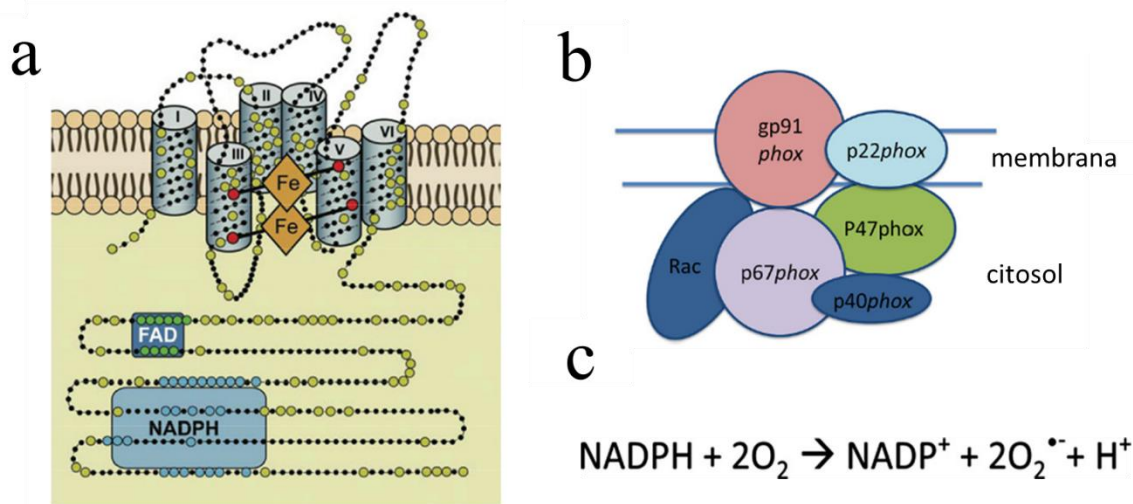 a
I
II
IV
VI
III
V
Fe
Fe
FAD
NADPH
b
gp91
phox
p22phox
membrana
P47phox
Rac
p67phox
citosol
p40phox
c
NADPH + 2O₂ → NADP⁺ + 2O₂•⁻ + H⁺